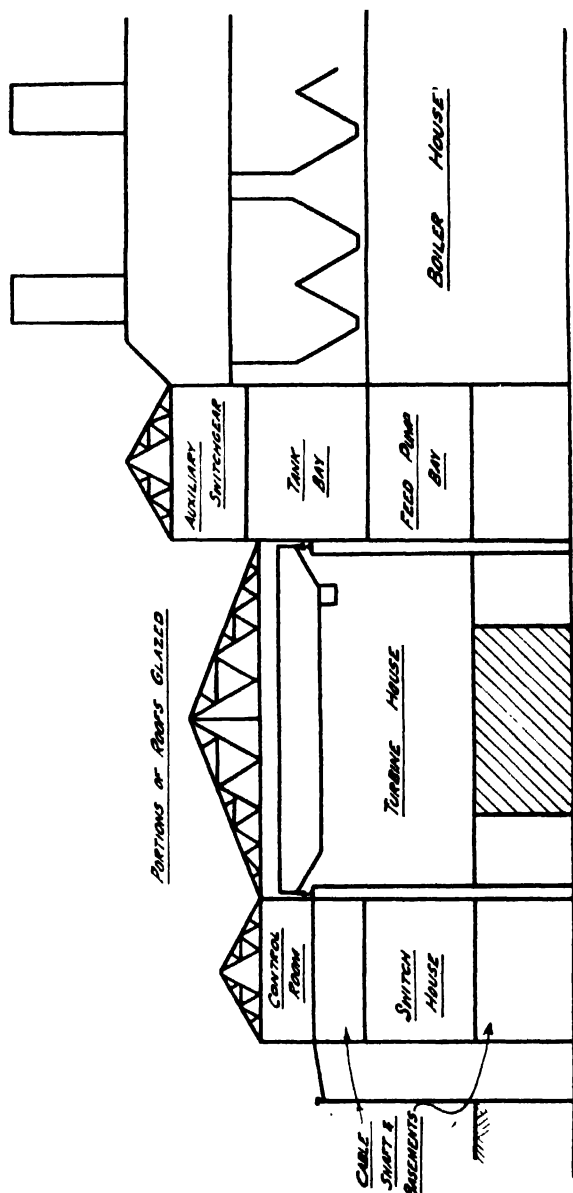 PORTIONS OF ROOFS GLAZED
CONTROL
ROOM
SWITCH
HOUSE
CABLE
SHAFT &
BASEMENTS
TURBINE HOUSE
AUXILIARY
SWITCHGEAR
TANK
BAY
FEED PUMP
BAY
BOILER HOUSE